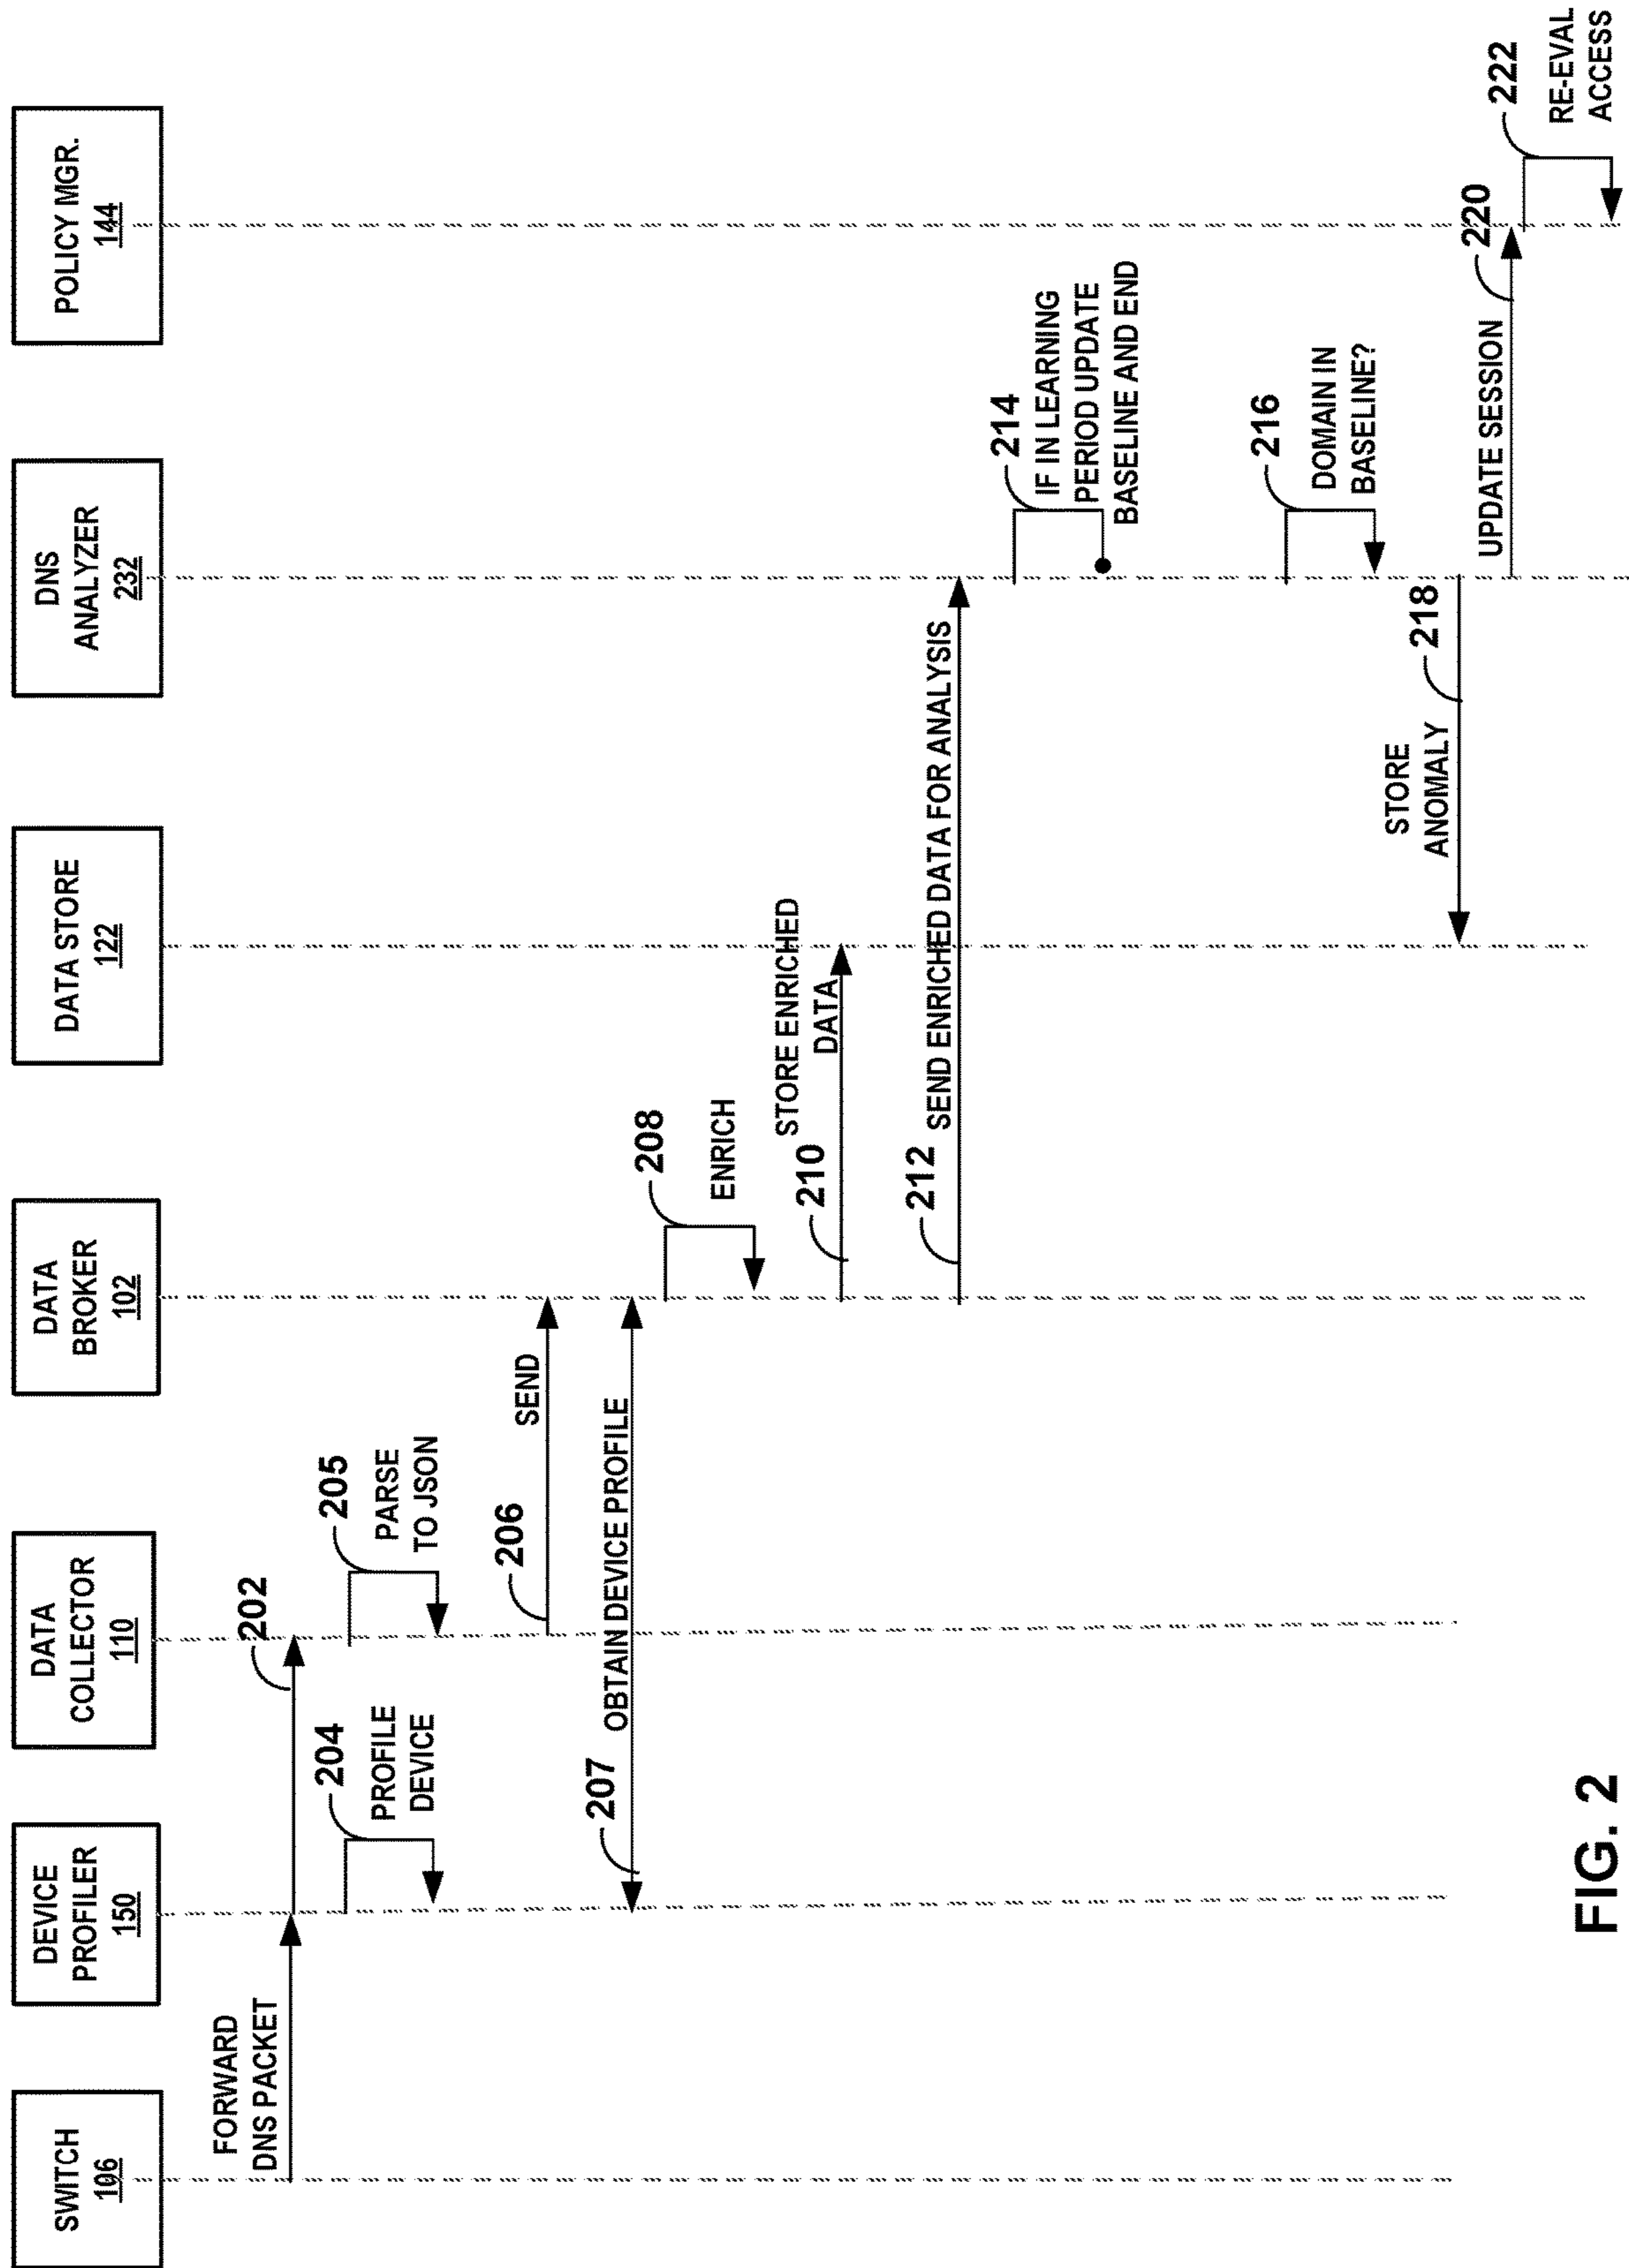 SWITCH
106
DEVICE
PROFILER
150
DATA
COLLECTOR
110
DATA
BROKER
102
DATA STORE
122
DNS
ANALYZER
232
POLICY MGR.
144
FORWARD
DNS PACKET
202
204
PROFILE
DEVICE
205
PARSE
TO JSON
206
SEND
207
OBTAIN DEVICE PROFILE
208
ENRICH
210
STORE ENRICHED
DATA
212
SEND ENRICHED DATA FOR ANALYSIS
214
IF IN LEARNING
PERIOD UPDATE
BASELINE AND END
216
DOMAIN IN
BASELINE?
STORE
ANOMALY
218
UPDATE SESSION
220
222
RE-EVAL
ACCESS
FIG. 2